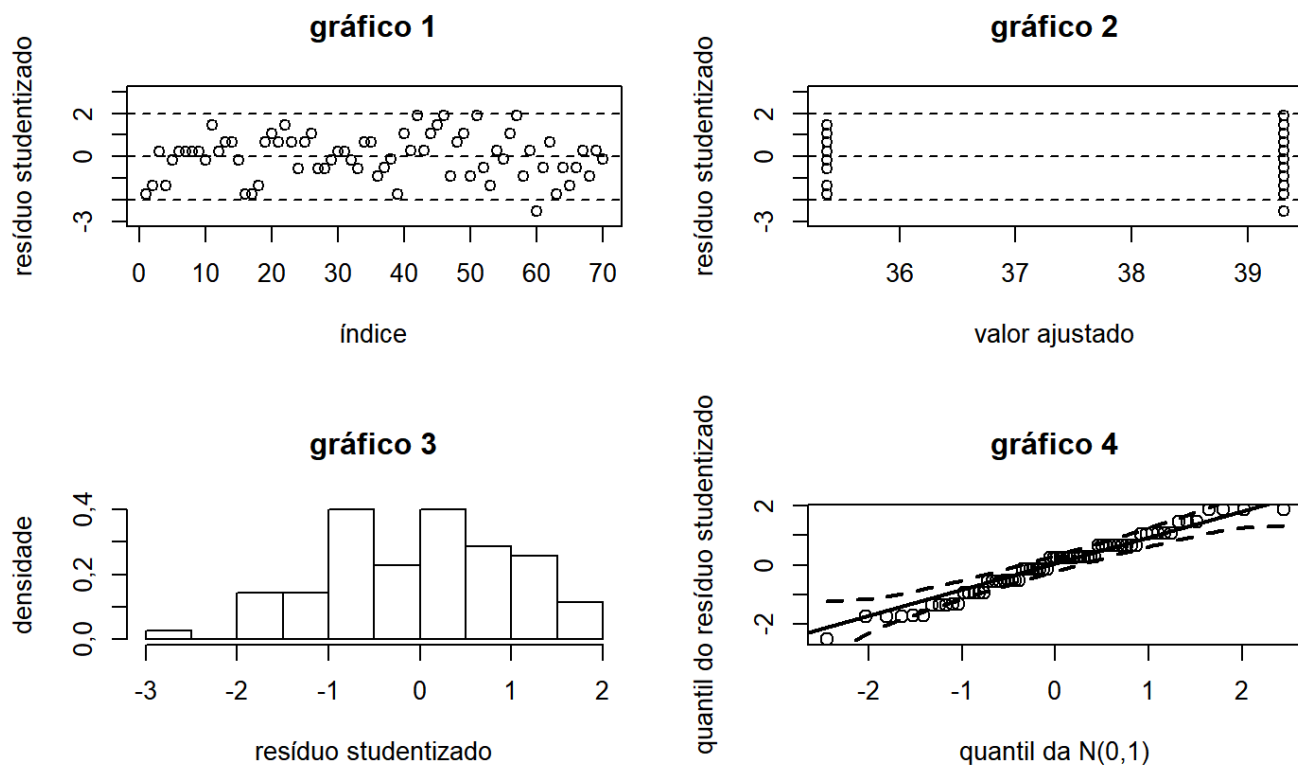 gráfico 1
resíduo studentizado
2
0
-3
0 10 20 30 40 50 60 70
índice
gráfico 2
resíduo studentizado
2
0
-3
36 37 38 39
valor ajustado
gráfico 3
densidade
0,4
0,2
0,
-3 -2 -1 0 1 2
resíduo studentizado
gráfico 4
quantil do resíduo studentizado
2
0
-2
-2 -1 0 1 2
quantil da N(0,1)